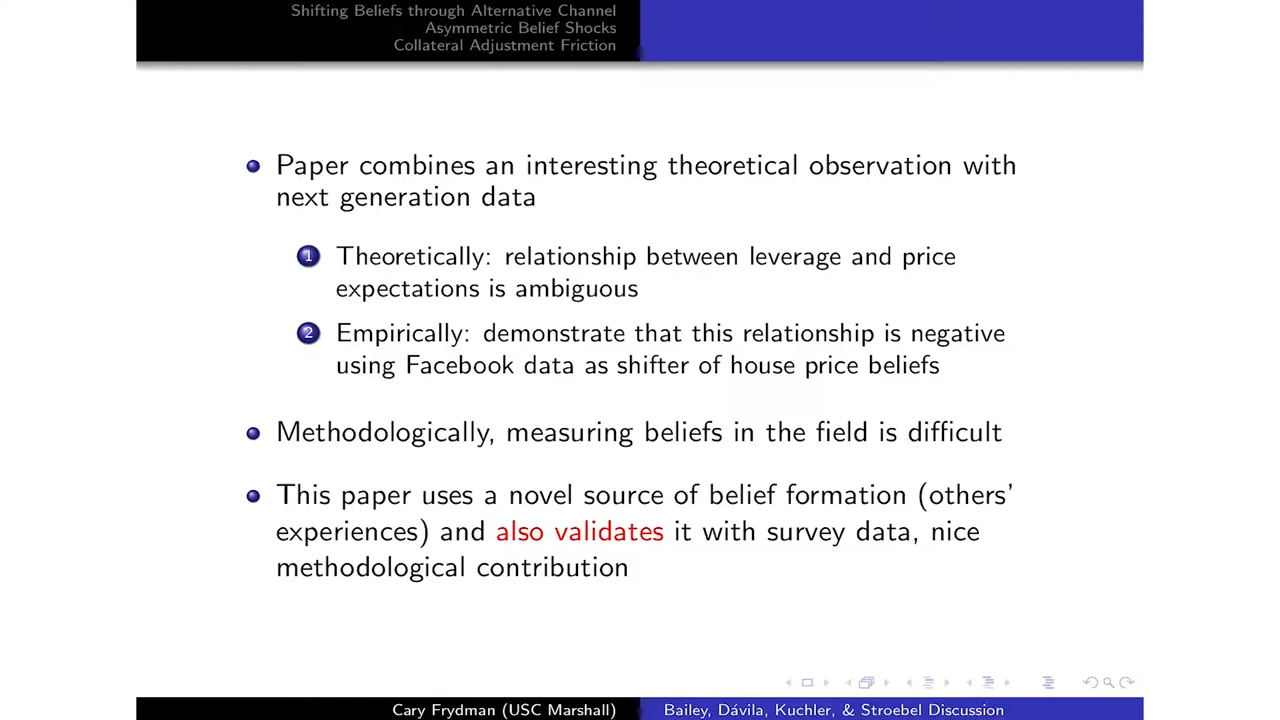 Shifting Beliefs through Alternative Channel
Asymmetric Belief Shocks
Collateral Adjustment Friction
Paper combines an interesting theoretical observation with
next generation data
1 Theoretically: relationship between leverage and price
expectations is ambiguous
2 Empirically: demonstrate that this relationship is negative
using Facebook data as shifter of house price beliefs
Methodologically, measuring beliefs in the field is difficult
This paper uses a novel source of belief formation (others'
experiences) and also validates it with survey data, nice
methodological contribution
Cary Frydman (USC Marshall)
Bailey, Dávila, Kuchler, & Stroebel Discussion